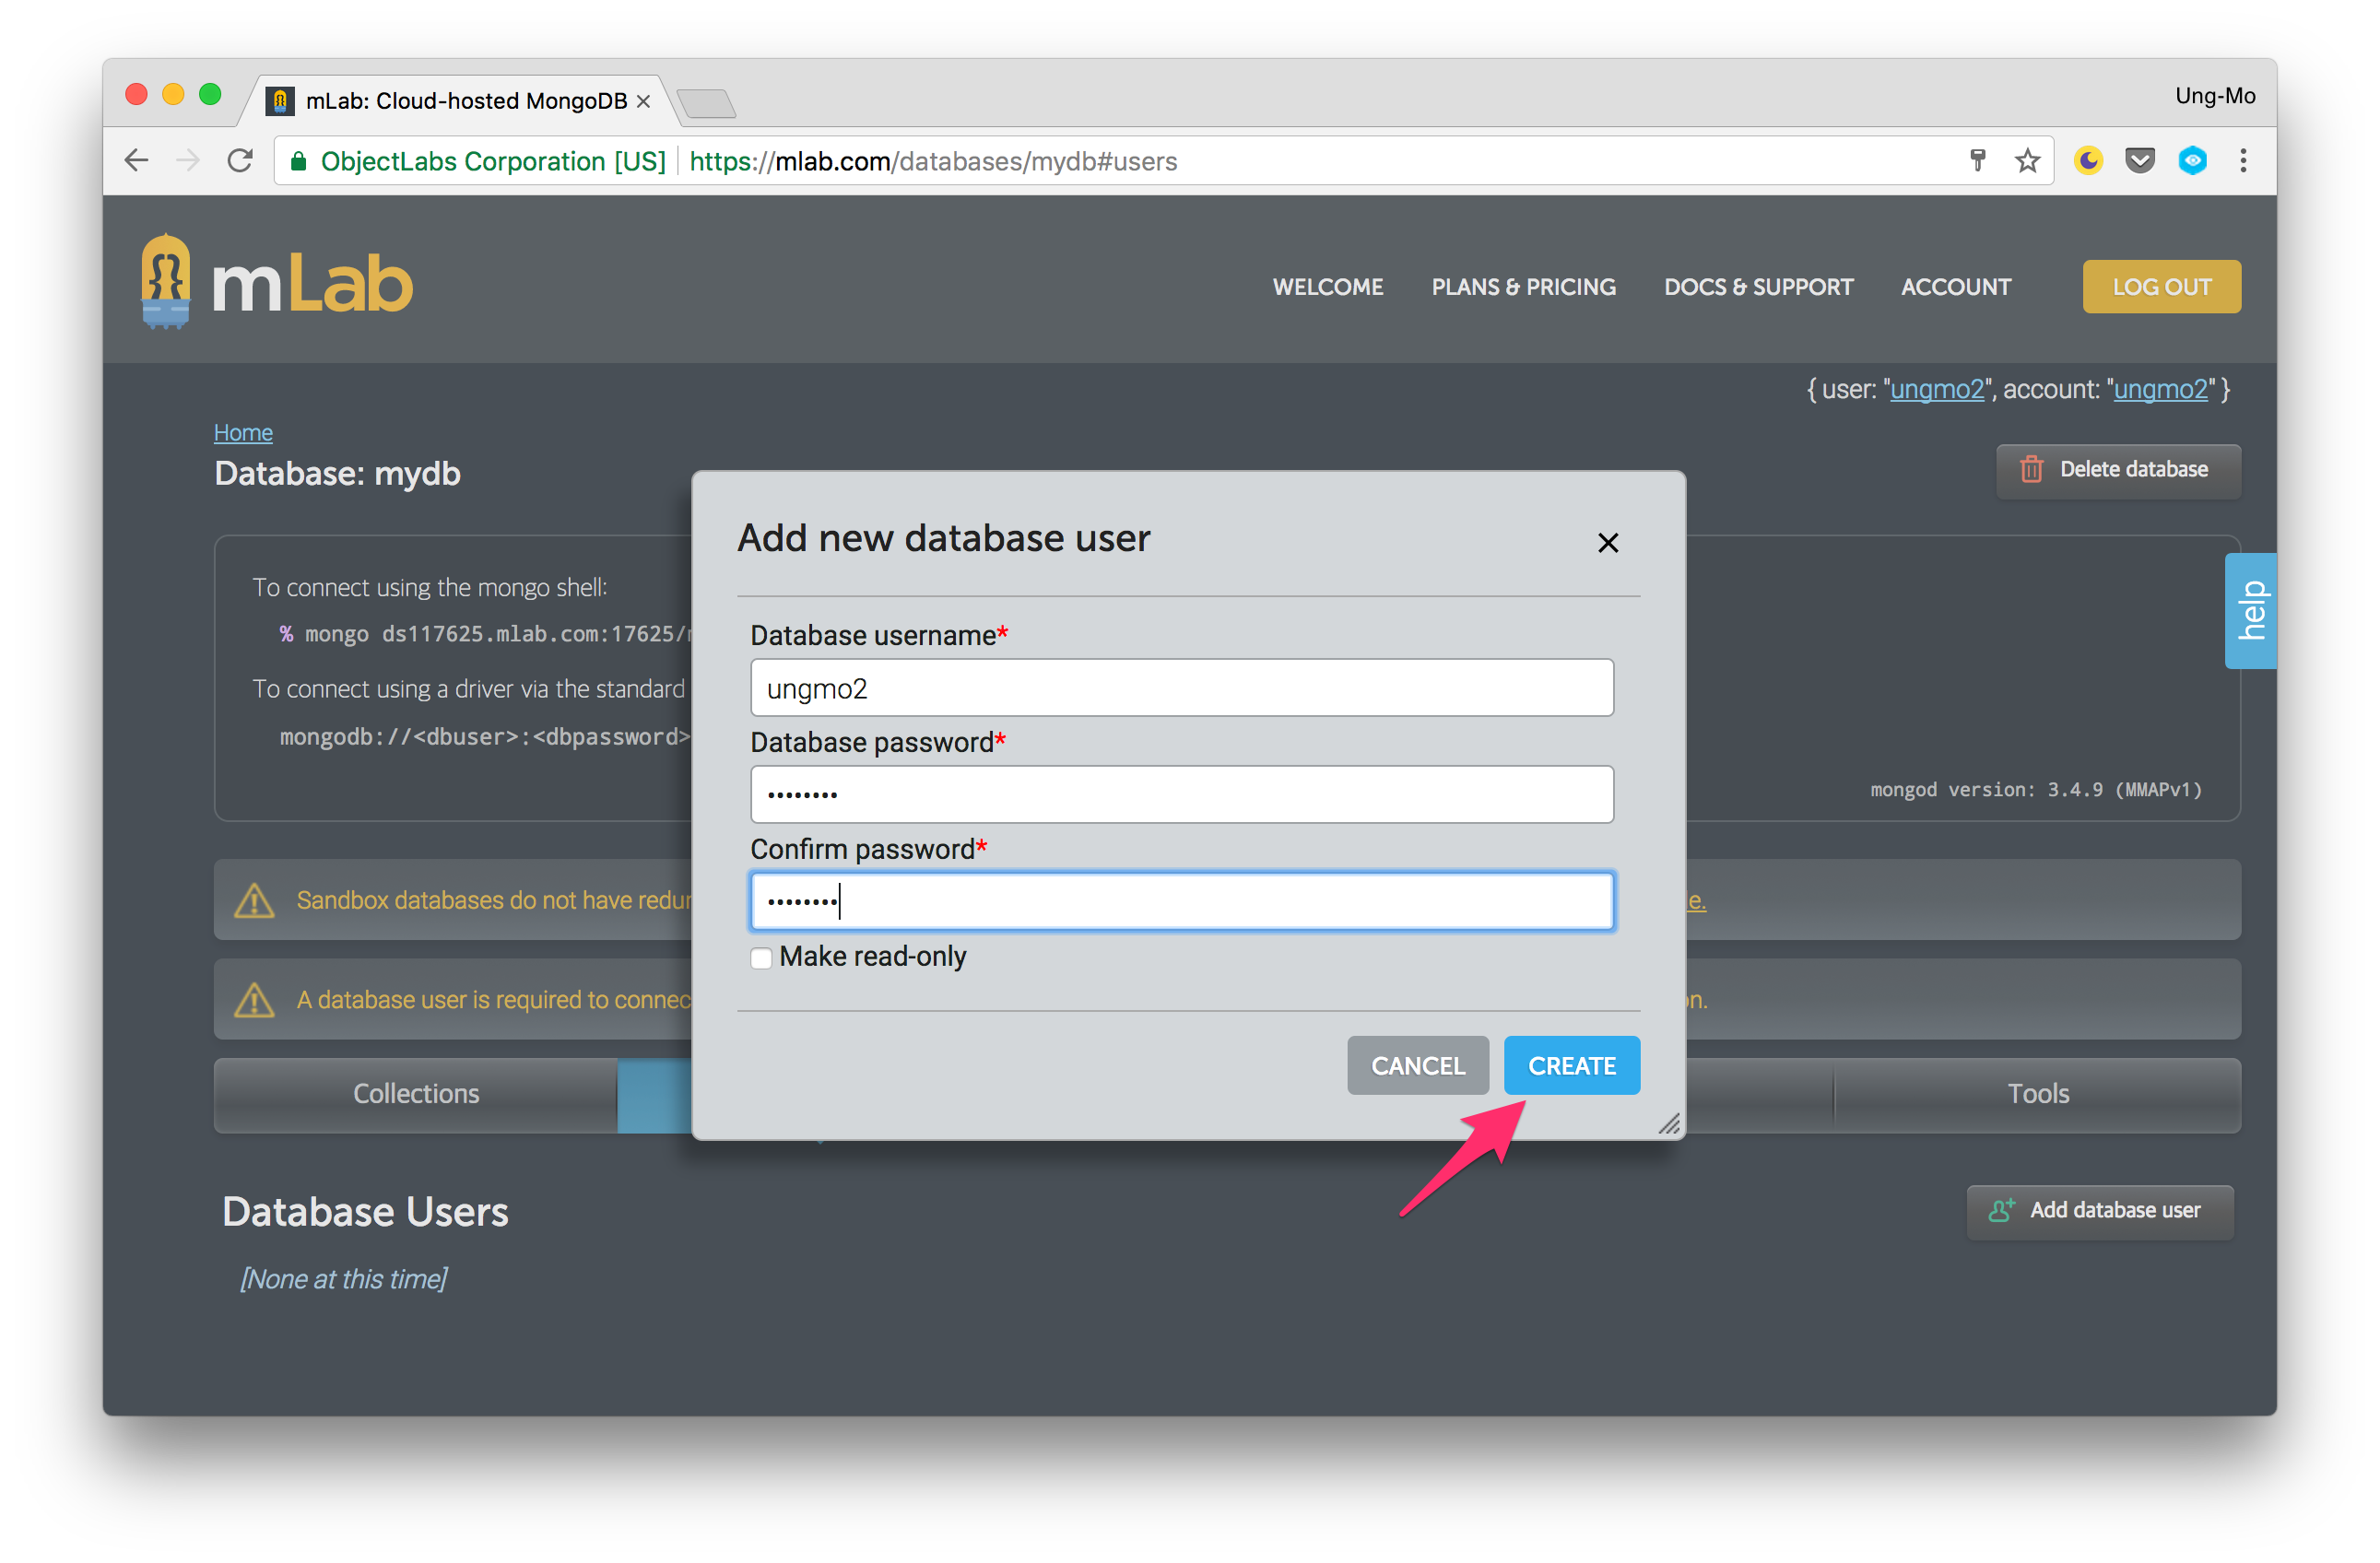 mLab: Cloud-hosted MongoDB
Ung-Mo
ObjectLabs Corporation [US] https://mlab.com/databases/mydb#users
mLab
WELCOME PLANS & PRICING DOCS & SUPPORT ACCOUNT LOG OUT
{ user: "ungmo2", account: "ungmo2" }
Home
Database: mydb
Delete database
To connect using the mongo shell:
% mongo ds117625.mlab.com:17625/
To connect using a driver via the standard
mongodb://<dbuser>:<dbpassword>
mongod version: 3.4.9 (MMAPv1)
help
Sandbox databases do not have
A database user is required to
Collections
Tools
Database Users
Add database user
[None at this time]
Add new database user
Database username*
ungmo2
Database password*
••••••••
Confirm password*
••••••••
Make read-only
CANCEL CREATE